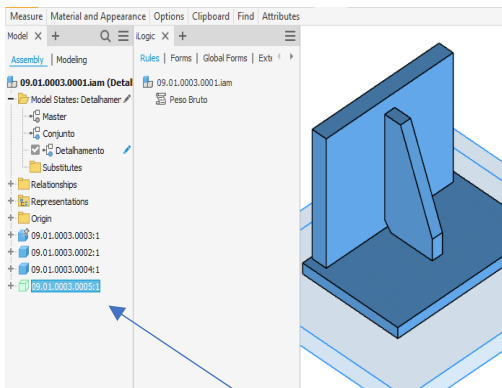 Measure Material and Appearance Options Clipboard Find Attributes
Model × +
iLogic × +
Assembly | Modeling
Rules | Forms | Global Forms | Exte
09.01.0003.0001.iam (Detal
Model States: Detalhamer
Master
Conjunto
Detalhamento
Substitutes
Relationships
Representations
Origin
09.01.0003.0003:1
09.01.0003.0002:1
09.01.0003.0004:1
09.01.0003.0005:1
09.01.0003.0001.iam
Peso Bruto